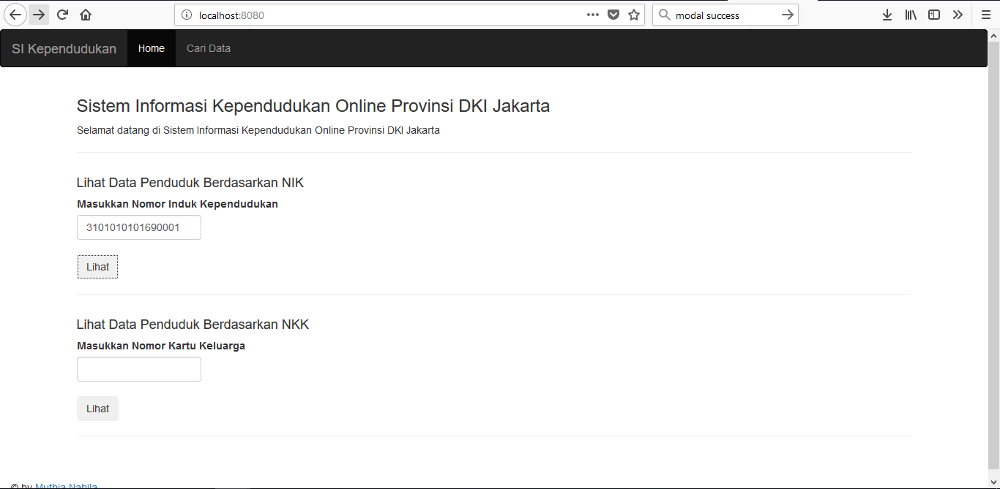 localhost:8080
modal success
SI Kependudukan Home Cari Data
Sistem Informasi Kependudukan Online Provinsi DKI Jakarta
Selamat datang di Sistem Informasi Kependudukan Online Provinsi DKI Jakarta
Lihat Data Penduduk Berdasarkan NIK
Masukkan Nomor Induk Kependudukan
3101010101690001
Lihat
Lihat Data Penduduk Berdasarkan NKK
Masukkan Nomor Kartu Keluarga
Lihat
© by Muthia Nabila